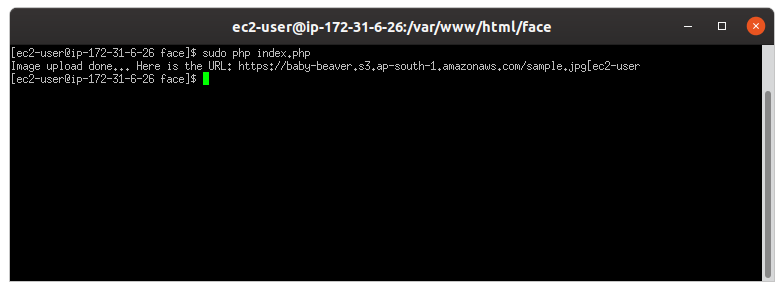 ec2-user@ip-172-31-6-26:/var/www/html/face
[ec2-user@ip-172-31-6-26 face]$ sudo php index.php
Image upload done... Here is the URL: https://baby-beaver.s3.ap-south-1.amazonaws.com/sample.jpg[ec2-user
[ec2-user@ip-172-31-6-26 face]$